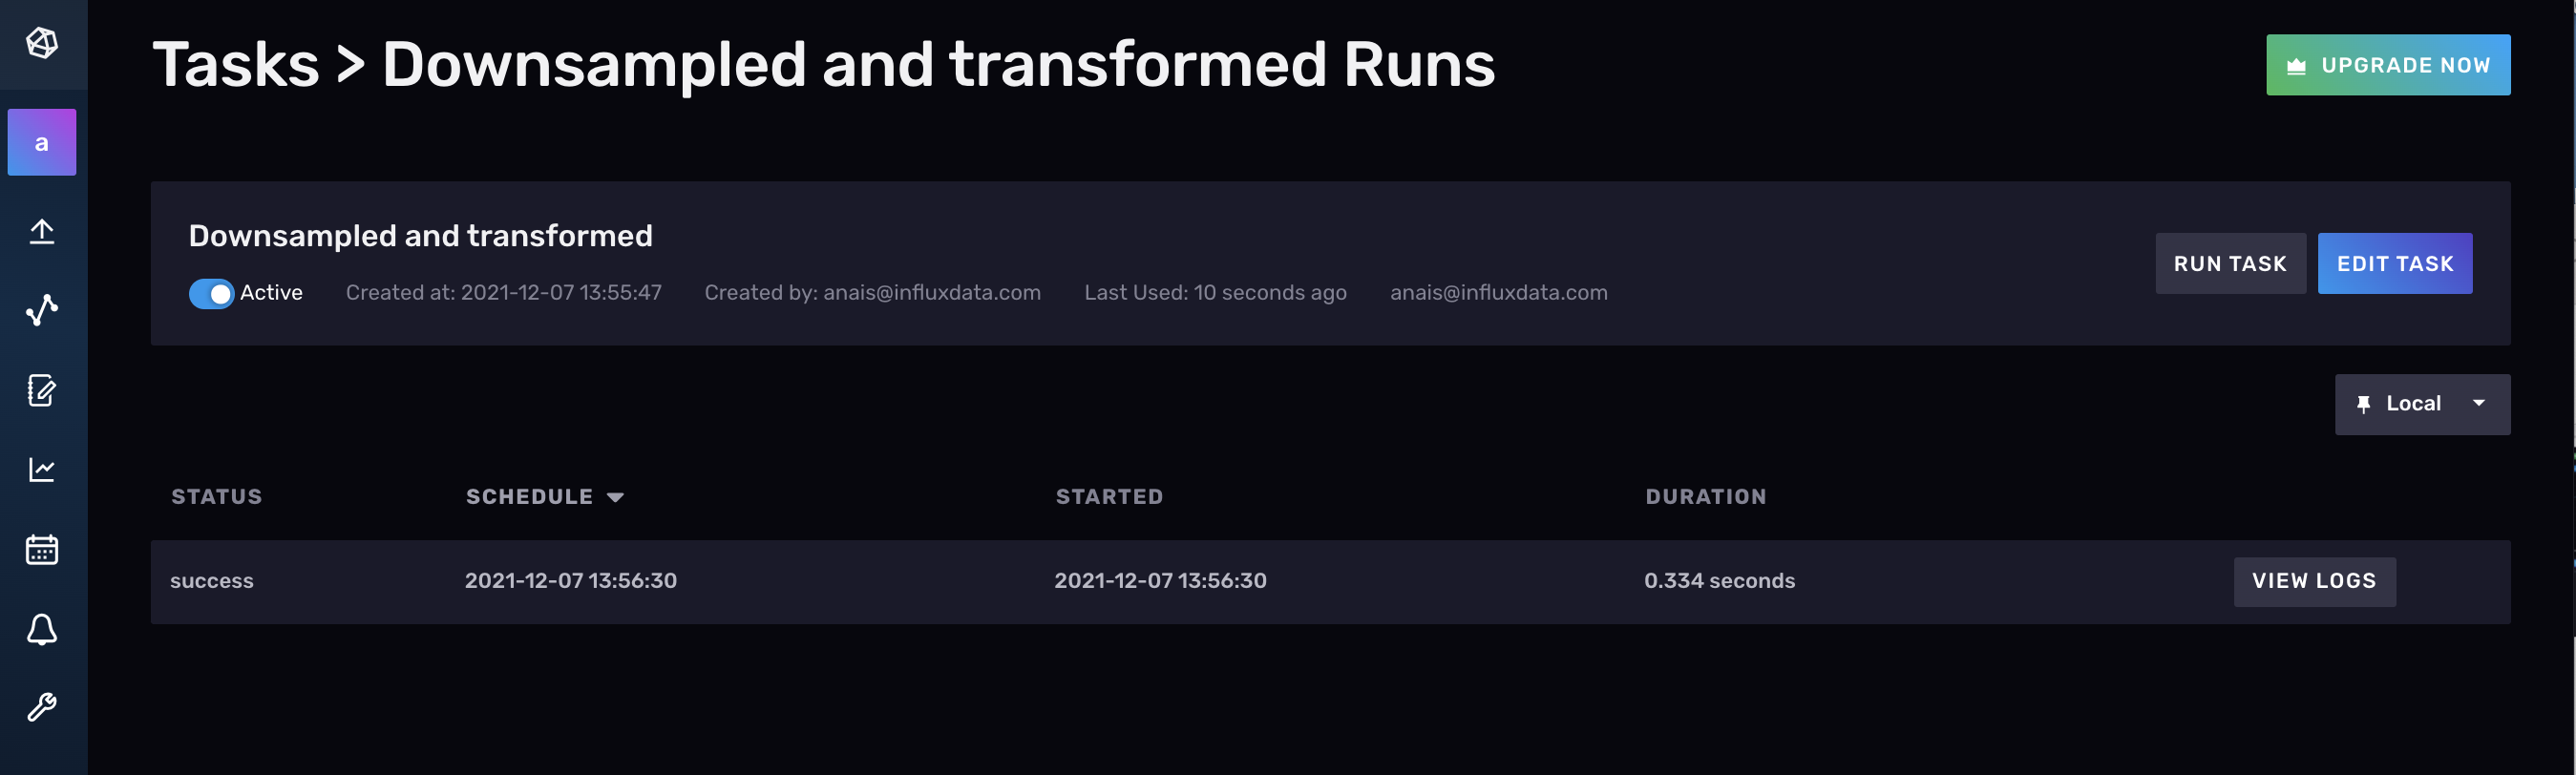 Tasks > Downsampled and transformed Runs
UPGRADE NOW
a
Downsampled and transformed
Active Created at: 2021-12-07 13:55:47 Created by: anais@influxdata.com Last Used: 10 seconds ago anais@influxdata.com
RUN TASK
EDIT TASK
Local
STATUS SCHEDULE STARTED DURATION
success 2021-12-07 13:56:30 2021-12-07 13:56:30 0.334 seconds VIEW LOGS